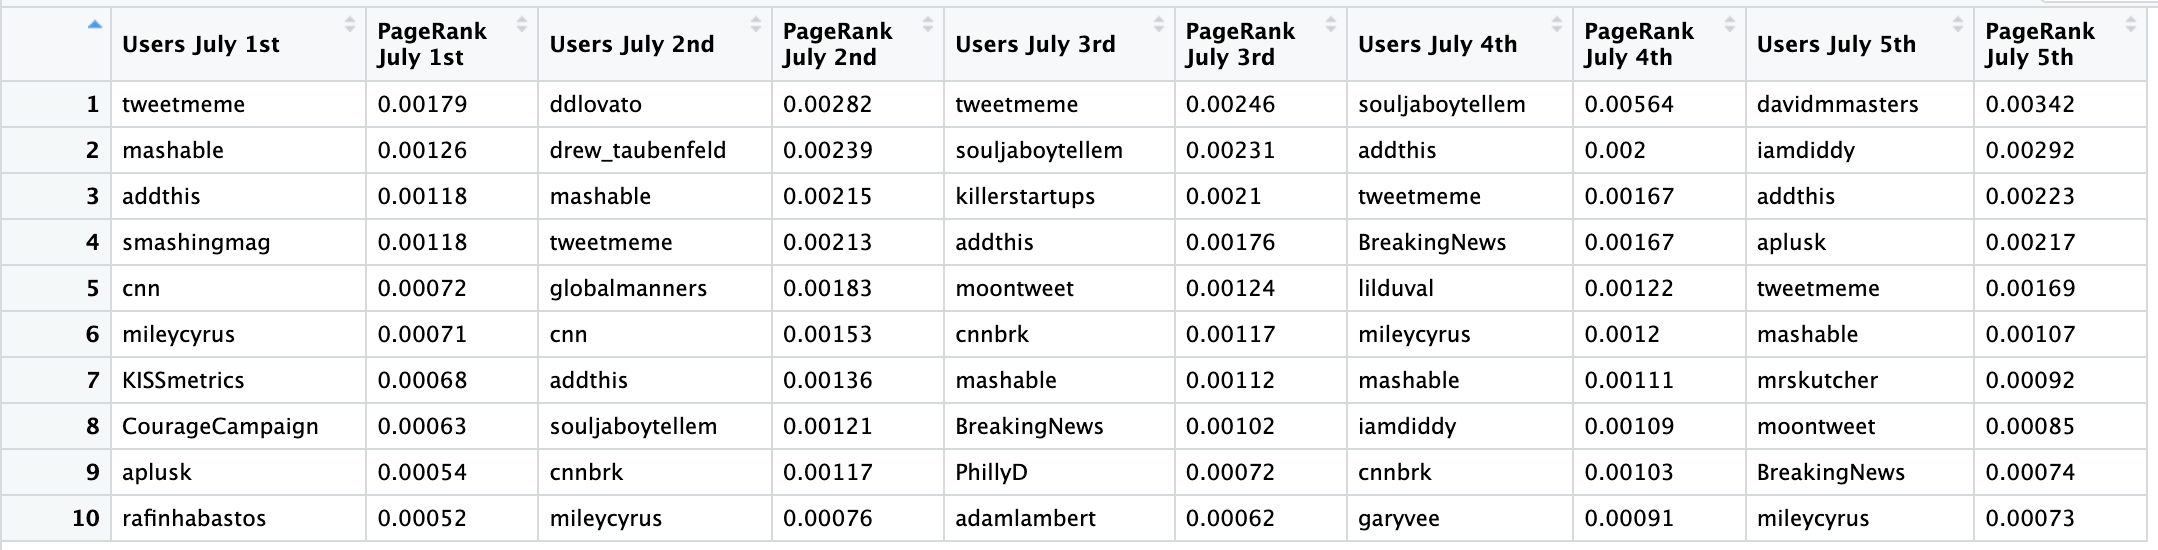 Users July 1st PageRank July 1st Users July 2nd PageRank July 2nd Users July 3rd PageRank July 3rd Users July 4th PageRank July 4th Users July 5th PageRank July 5th
1 tweetmeme 0.00179 ddlovato 0.00282 tweetmeme 0.00246 souljaboytellem 0.00564 davidmmasters 0.00342
2 mashable 0.00126 drew_taubenfeld 0.00239 souljaboytellem 0.00231 addthis 0.002 iamdiddy 0.00292
3 addthis 0.00118 mashable 0.00215 killerstartups 0.0021 tweetmeme 0.00167 addthis 0.00223
4 smashingmag 0.00118 tweetmeme 0.00213 addthis 0.00176 BreakingNews 0.00167 aplusk 0.00217
5 cnn 0.00072 globalmanners 0.00183 moontweet 0.00124 lilduval 0.00122 tweetmeme 0.00169
6 mileycyrus 0.00071 cnn 0.00153 cnnbrk 0.00117 mileycyrus 0.0012 mashable 0.00107
7 KISSmetrics 0.00068 addthis 0.00136 mashable 0.00112 mashable 0.00111 mrskutcher 0.00092
8 CourageCampaign 0.00063 souljaboytellem 0.00121 BreakingNews 0.00102 iamdiddy 0.00109 moontweet 0.00085
9 aplusk 0.00054 cnnbrk 0.00117 PhillyD 0.00072 cnnbrk 0.00103 BreakingNews 0.00074
10 rafinhabastos 0.00052 mileycyrus 0.00076 adamlambert 0.00062 garyvee 0.00091 mileycyrus 0.00073